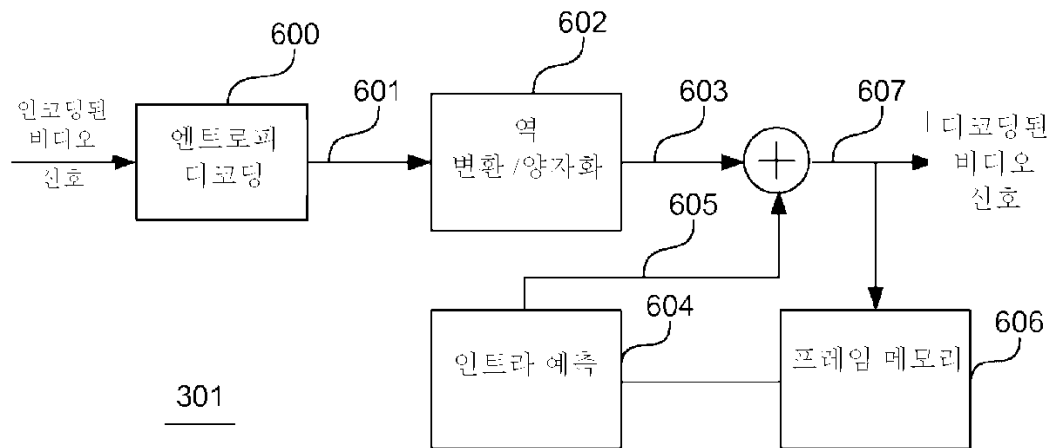 600
602
601
603
607
인코딩된
비디오
신호
엔트로피
디코딩
역
변환 /양자화
디코딩된
비디오
신호
605
604
606
인트라 예측
프레임 메모리
301